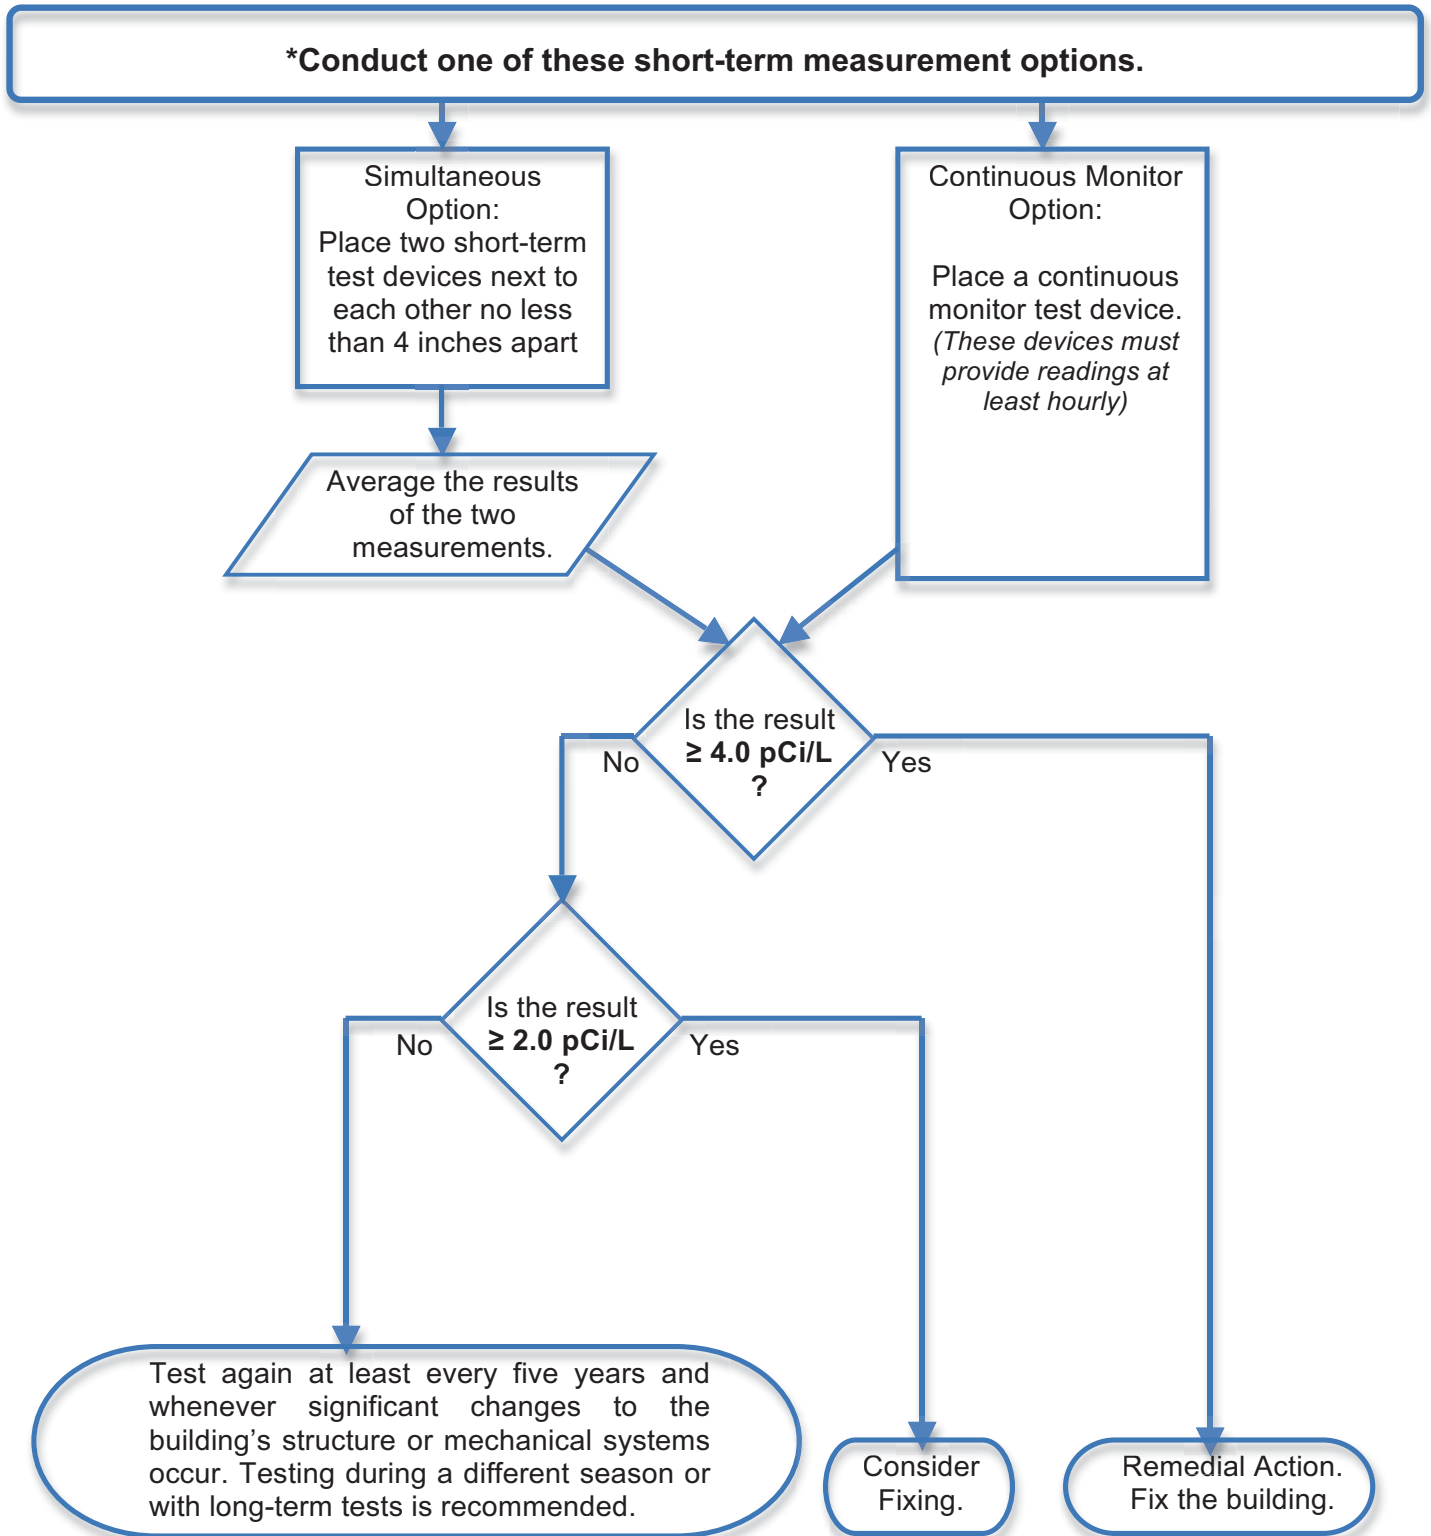 *Conduct one of these short-term measurement options.
Simultaneous
Option:
Place two short-term
test devices next to
each other no less
than 4 inches apart
Continuous Monitor
Option:
Place a continuous
monitor test device.
(These devices must
provide readings at
least hourly)
Average the results
of the two
measurements.
Is the result
≥ 4.0 pCi/L
?
No
Yes
Is the result
≥ 2.0 pCi/L
?
No
Yes
Test again at least every five years and
whenever significant changes to the
building’s structure or mechanical systems
occur. Testing during a different season or
with long-term tests is recommended.
Consider
Fixing.
Remedial Action.
Fix the building.